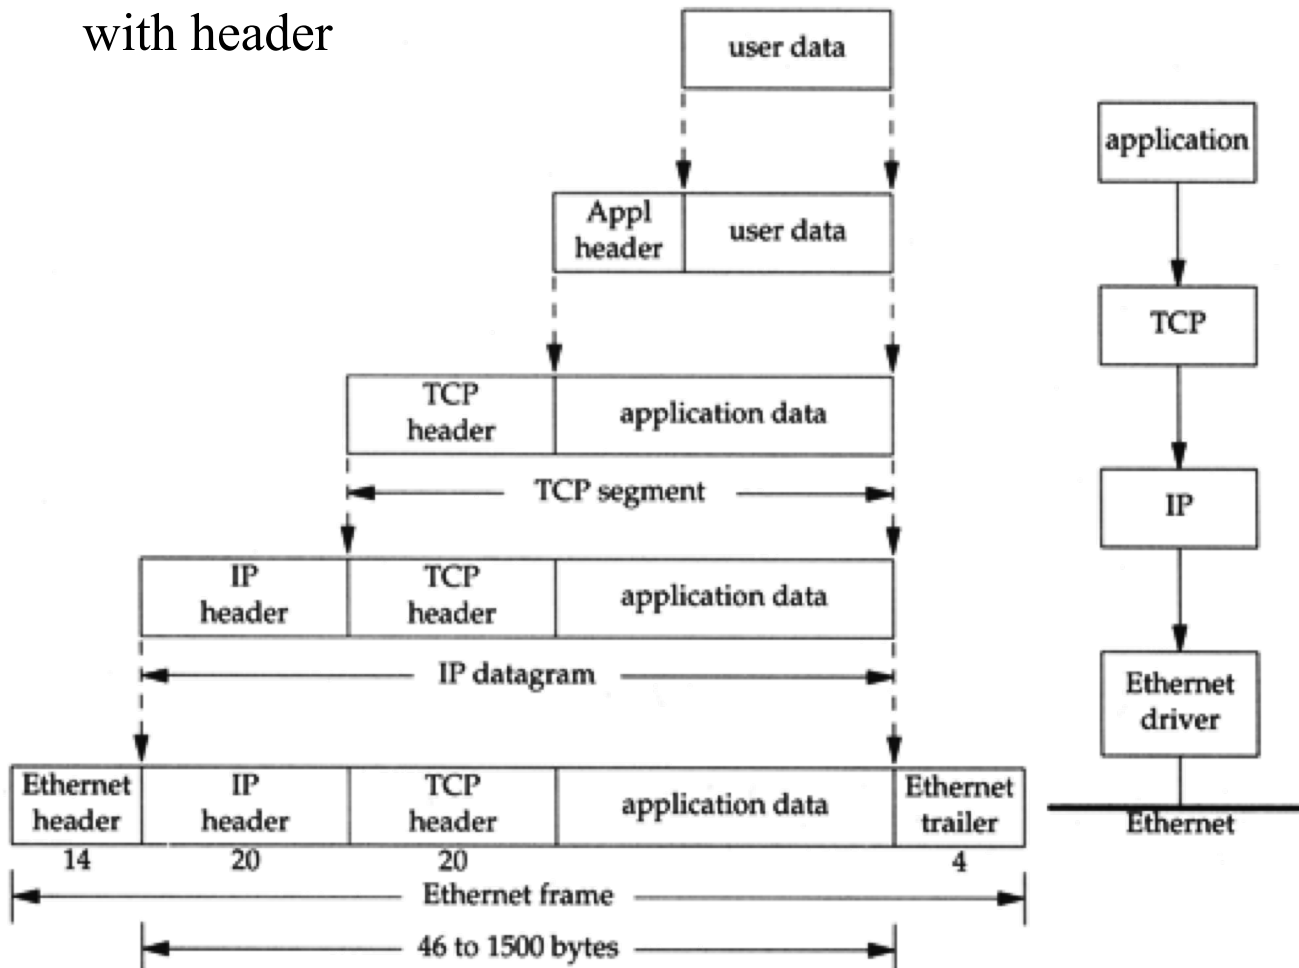 with header
user data
application
Appl
header
user data
TCP
TCP
header
application data
TCP segment
IP
IP
header
TCP
header
application data
IP datagram
Ethernet
driver
Ethernet
header
IP
header
TCP
header
application data
Ethernet
trailer
Ethernet
14
20
20
4
Ethernet frame
46 to 1500 bytes